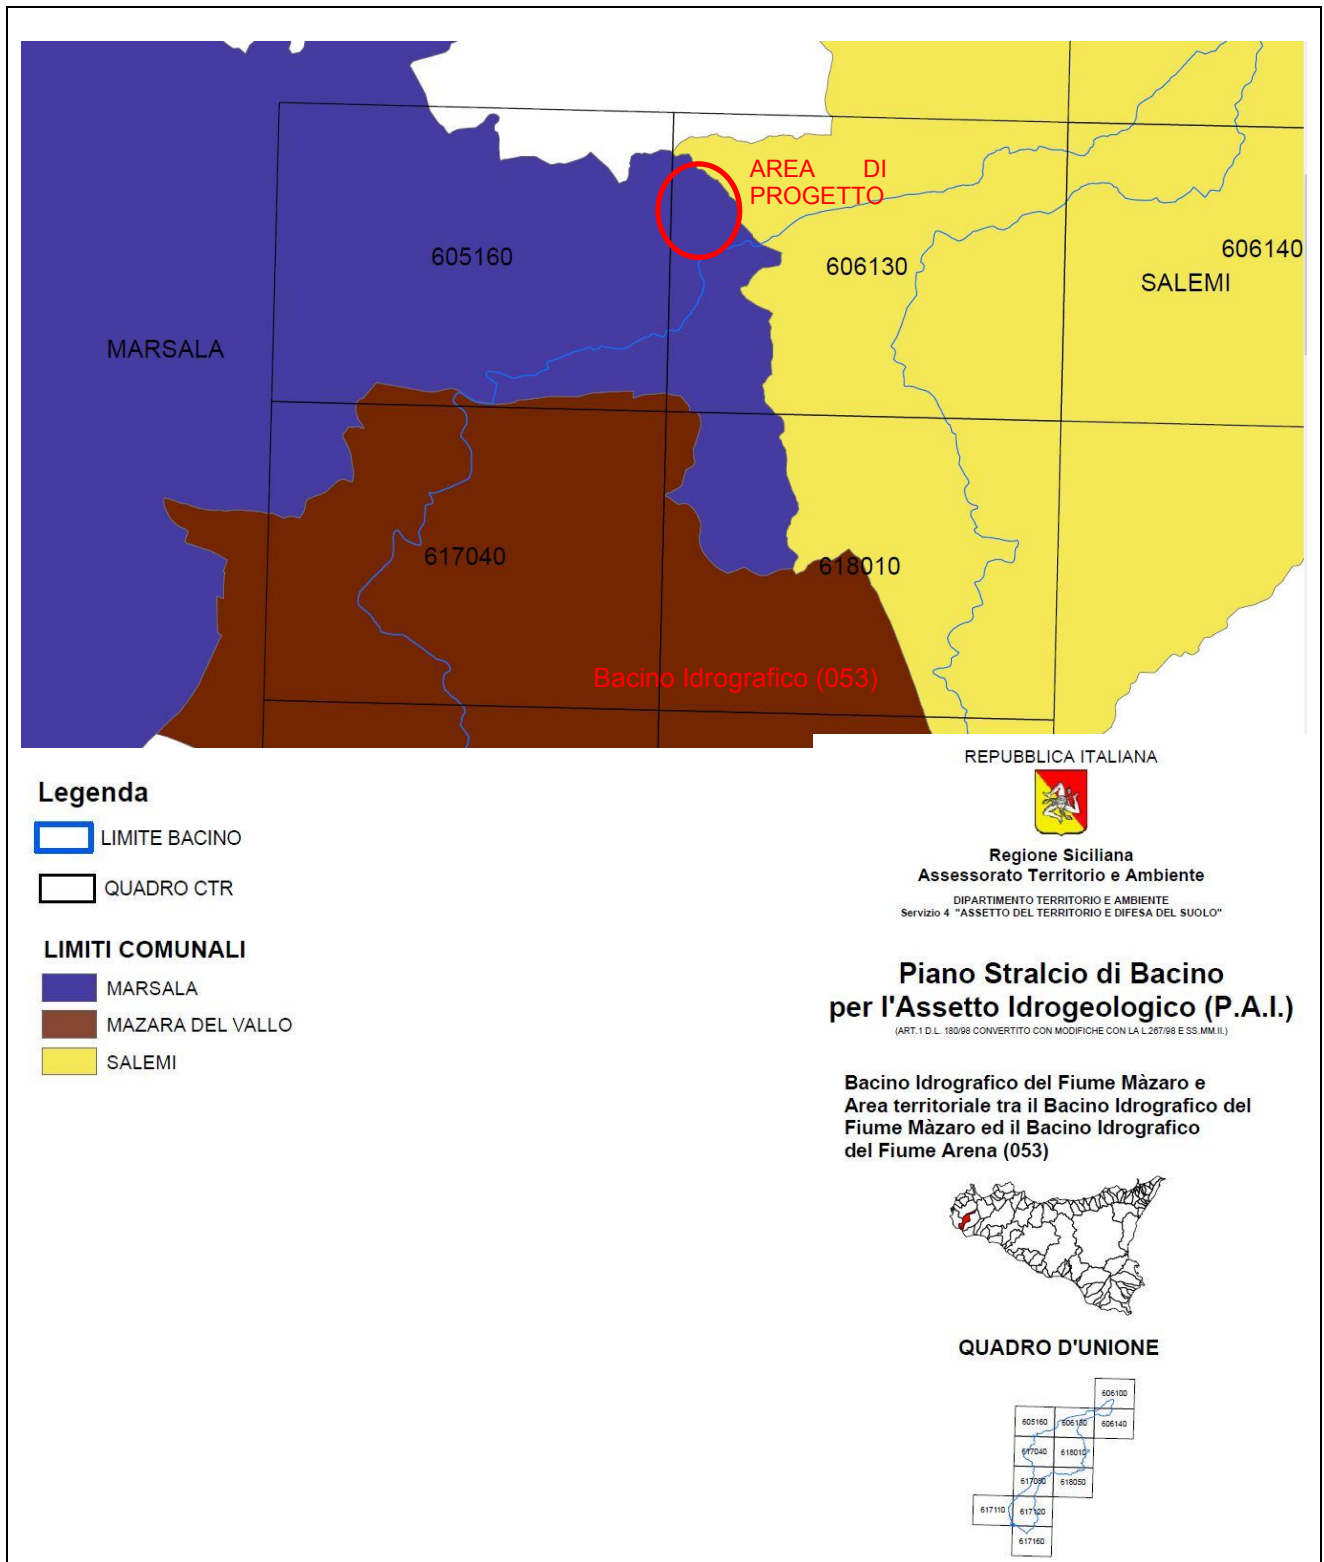 AREA DI
PROGETTO
605160
606130
606140
SALEMI
MARSALA
617040
618010
Bacino Idrografico (053)
Legenda
LIMITE BACINO
QUADRO CTR
LIMITI COMUNALI
MARSALA
MAZARA DEL VALLO
SALEMI
REPUBBLICA ITALIANA
Regione Siciliana
Assessorato Territorio e Ambiente
DIPARTIMENTO TERRITORIO E AMBIENTE
Servizio 4 "ASSETTO DEL TERRITORIO E DIFESA DEL SUOLO"
Piano Stralcio di Bacino
per l'Assetto Idrogeologico (P.A.I.)
(ART.1 D.L. 180/98 CONVERTITO CON MODIFICHE CON LA L.267/98 E SS.MM.II.)
Bacino Idrografico del Fiume Màzaro e
Area territoriale tra il Bacino Idrografico del
Fiume Màzaro ed il Bacino Idrografico
del Fiume Arena (053)
QUADRO D'UNIONE
606100
605160 606130 606140
617040 618010
617080 618050
617110 617120
617160